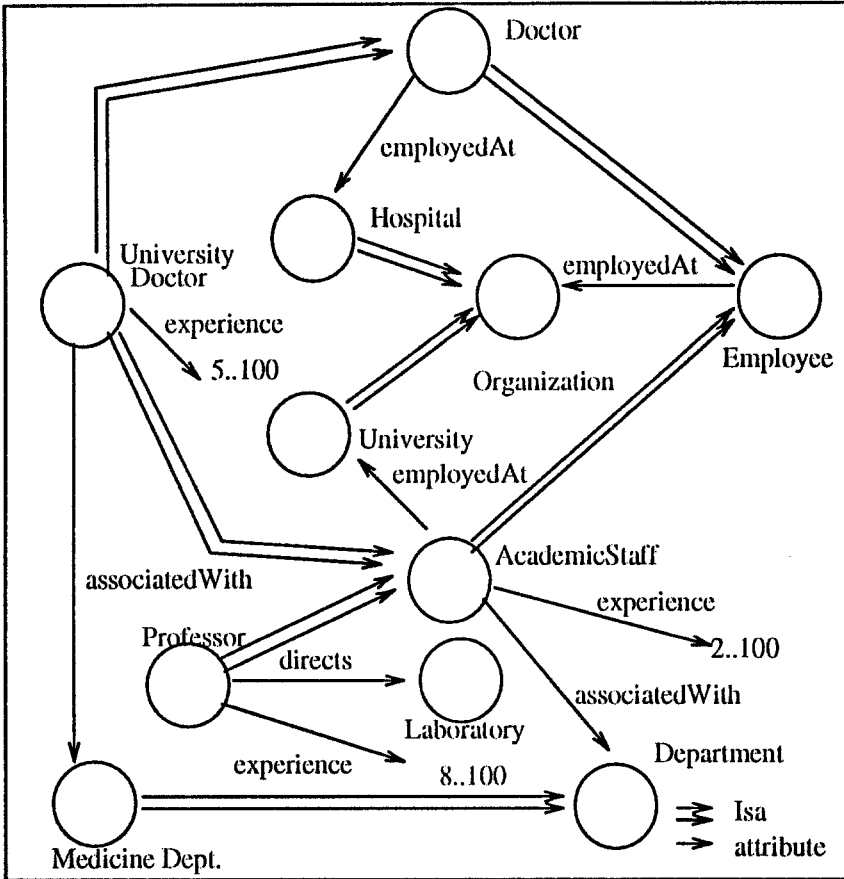 Doctor
employedAt
Hospital
University
Doctor
employedAt
experience
5..100
Employee
Organization
University
employedAt
AcademicStaff
associatedWith
experience
Professor
2..100
directs
associatedWith
Laboratory
Department
experience
8..100
Isa
attribute
Medicine Dept.